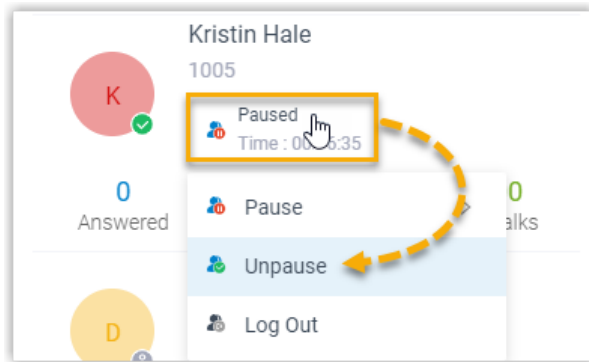 Kristin Hale
1005
K
Paused
Time : 00 6:35
0
Answered
0
alks
Pause
Unpause
Log Out
D